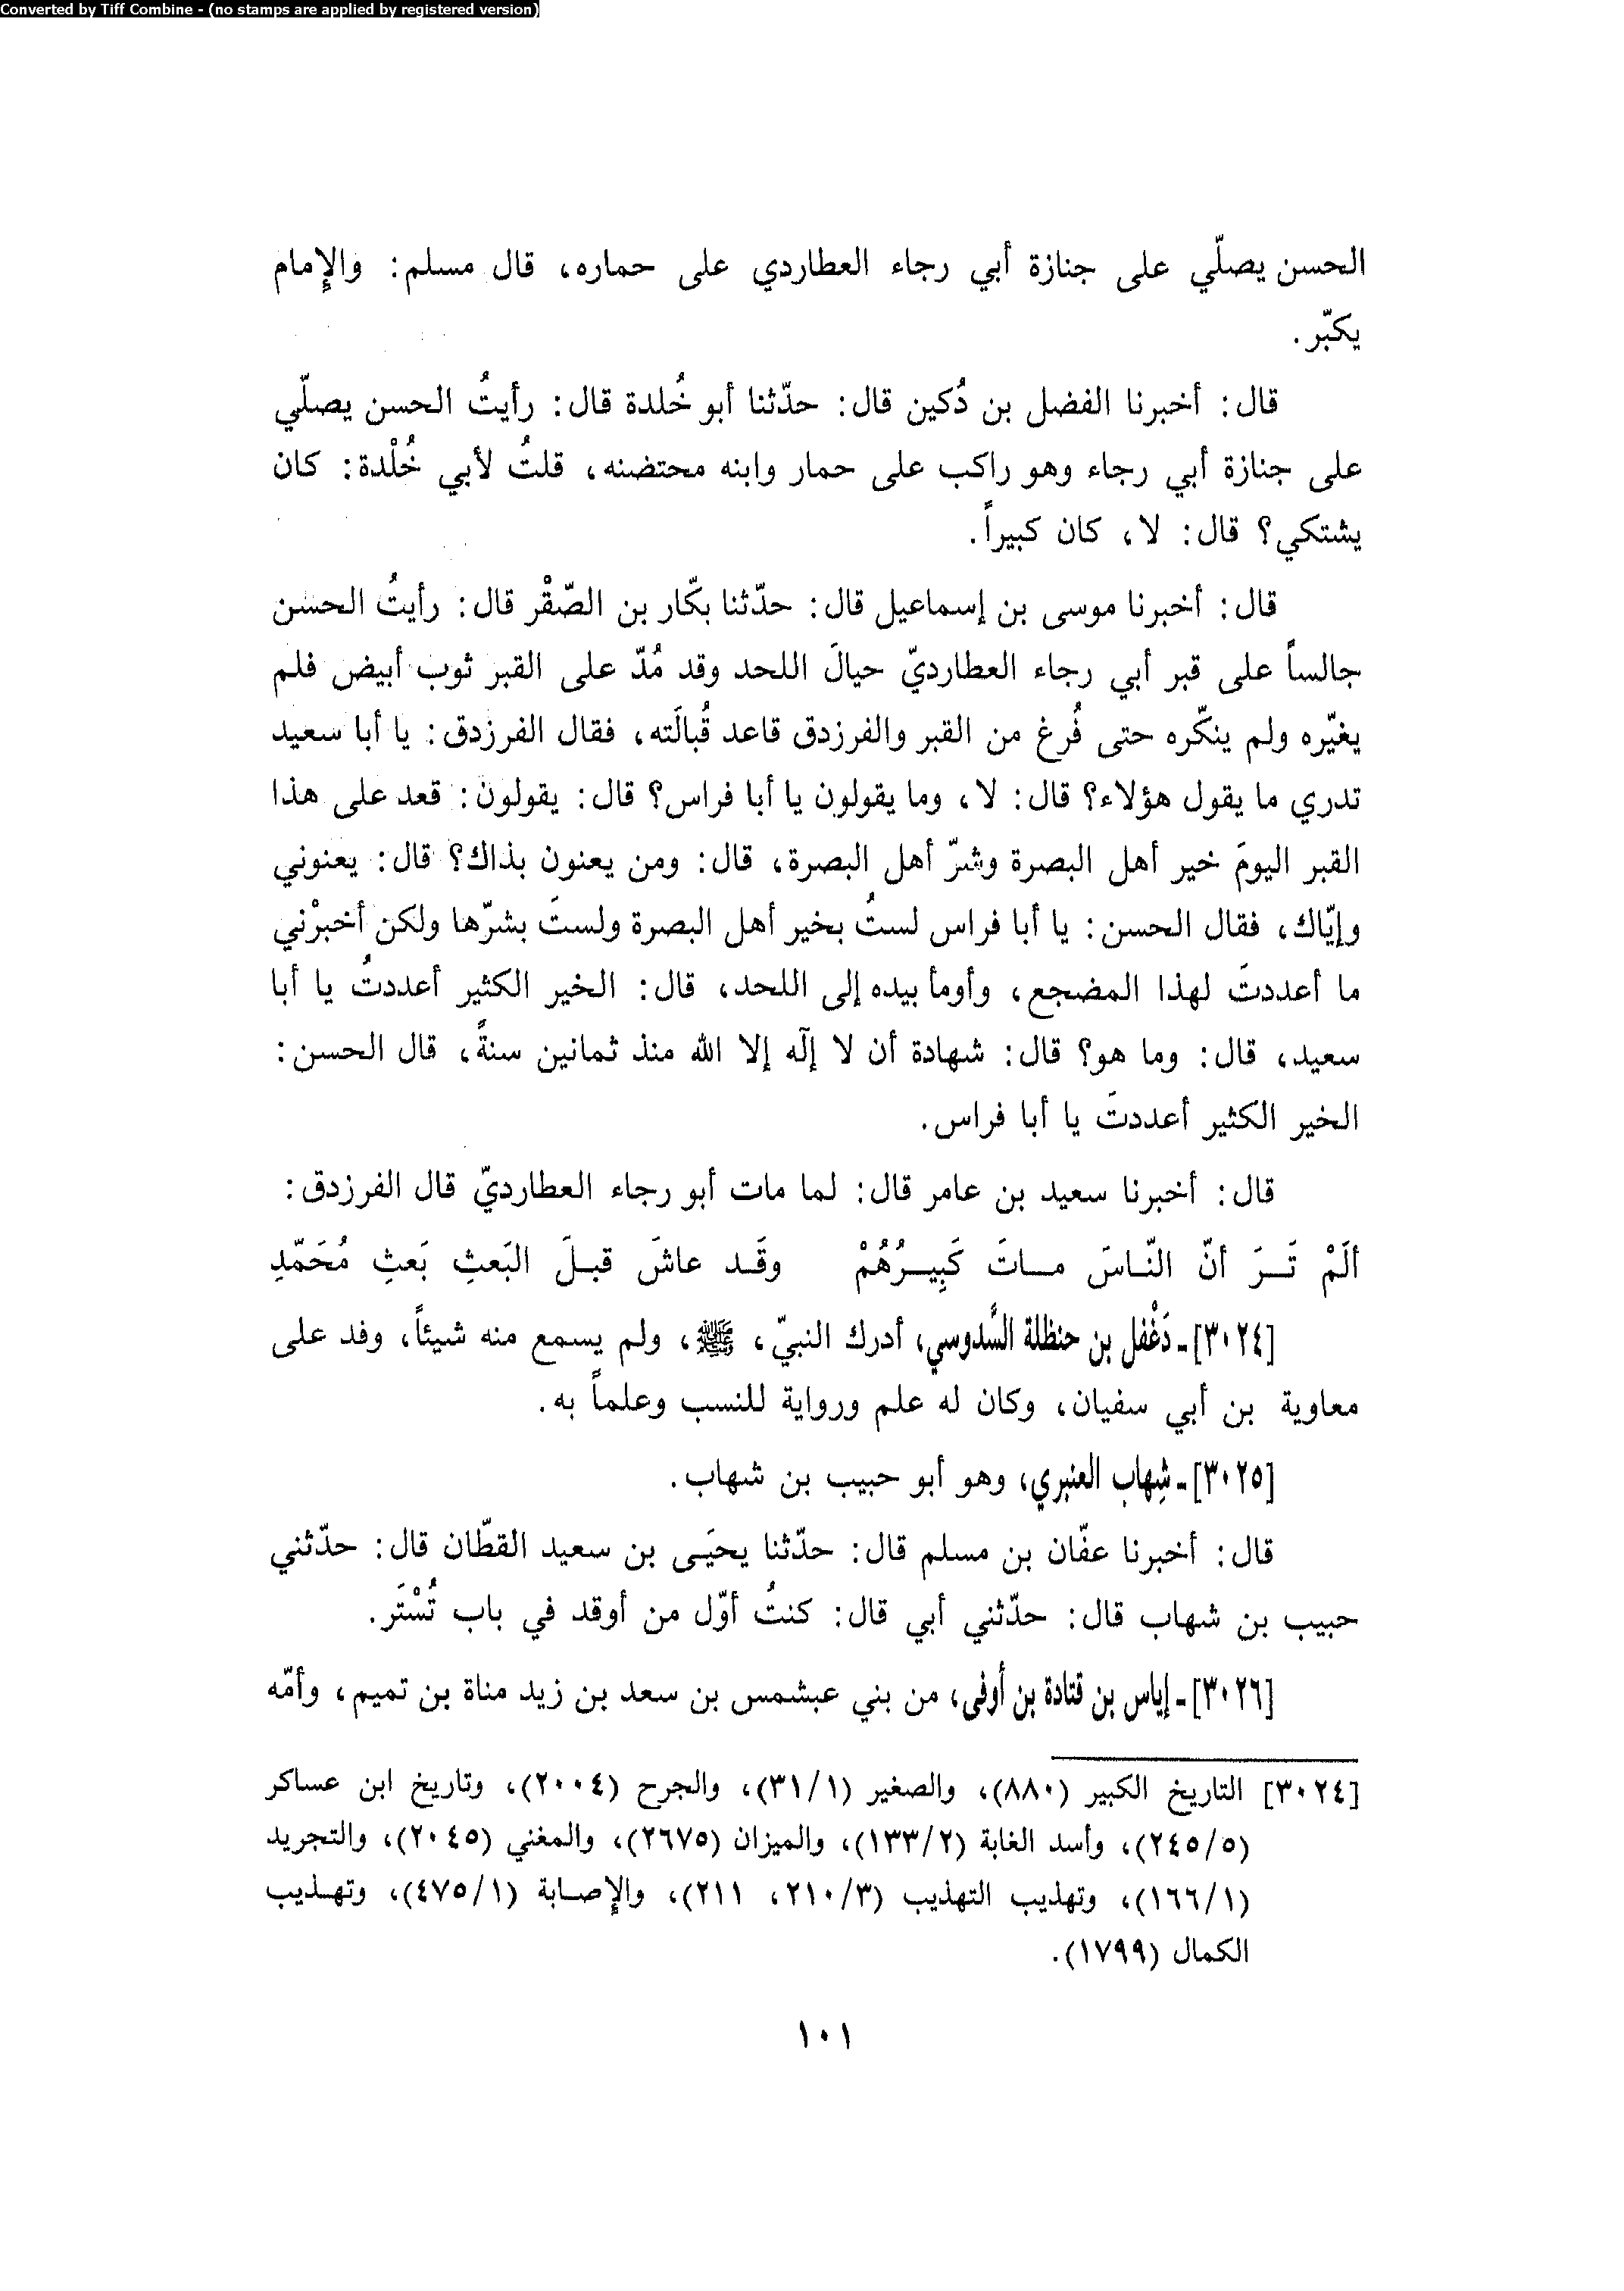 Converted by Tiff Combine - (no stamps are applied by registered version)
الحسن يصلّي على جنازة أبي رجاء العطاردي على حماره، قال مسلم: والإمام
يكبّر.
قال: أخبرنا الفضل بن دُكين قال: حدّثنا أبو خُلدة قال: رأيتُ الحسن يصلّي
على جنازة أبي رجاء وهو راكب على حمار وابنه محتضنه، قلتُ لأبي خُلْدة: كان
يشتكي؟ قال: لا، كان كبيراً.
قال: أخبرنا موسى بن إسماعيل قال: حدّثنا بكّار بن الصّقْر قال: رأيتُ الحسن
جالساً على قبر أبي رجاء العطارديّ حيالَ اللحد وقد مُدّ على القبر ثوب أبيض فلم
يغيّره ولم ينكّره حتى فُرغ من القبر والفرزدق قاعد قُبالَته، فقال الفرزدق: يا أبا سعيد
تدري ما يقول هؤلاء؟ قال: لا، وما يقولون يا أبا فراس؟ قال: يقولون: قعد على هذا
القبر اليومَ خير أهل البصرة وشرّ أهل البصرة، قال: ومن يعنون بذاك؟ قال: يعنوني
وإيّاك، فقال الحسن: يا أبا فراس لستُ بخير أهل البصرة ولستَ بشرّها ولكن أخبرْني
ما أعددتَ لهذا المضجع، وأومأ بيده إلى اللحد، قال: الخير الكثير أعددتُ يا أبا
سعيد، قال: وما هو؟ قال: شهادة أن لا إلٓه إلا الله منذ ثمانين سنةً، قال الحسن:
الخير الكثير أعددتَ يا أبا فراس.
قال: أخبرنا سعيد بن عامر قال: لما مات أبو رجاء العطارديّ قال الفرزدق:
ألَمْ تَـرَ أنّ النّاسَ مـاتَ كَبِيـرُهُمْ وقَـد عاشَ قبـلَ البَعثِ بَعثِ مُحَمّدِ
[٣٠٢٤]ـ دَغْفل بن حنظلة السَّدوسي، أدرك النبيّ، ﷺ، ولم يسمع منه شيئاً، وفد على
معاوية بن أبي سفيان، وكان له علم ورواية للنسب وعلماً به.
[٣٠٢٥]ـ شِهاب العنبري، وهو أبو حبيب بن شهاب.
قال: أخبرنا عفّان بن مسلم قال: حدّثنا يحيَـى بن سعيد القطّان قال: حدّثني
حبيب بن شهاب قال: حدّثني أبي قال: كنتُ أوّل من أوقد في باب تُسْتَر.
[٣٠٢٦]ـ إياس بن قتادة بن أوفى، من بني عبشمس بن سعد بن زيد مناة بن تميم، وأمّه
[٣٠٢٤] التاريخ الكبير (٨٨٠)، والصغير (٣١/١)، والجرح (٢٠٠٤)، وتاريخ ابن عساكر
(٢٤٥/٥)، وأسد الغابة (١٣٣/٢)، والميزان (٢٦٧٥)، والمغني (٢٠٤٥)، والتجريد
(١٦٦/١)، وتهذيب التهذيب (٢١٠/٣، ٢١١)، والإصـابة (٤٧٥/١)، وتهـذيب
الكمال (١٧٩٩).
١٠١